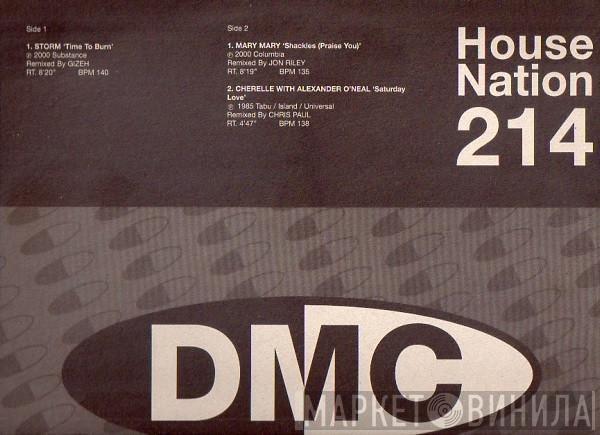 Side 1
1. STORM 'Time To Burn'
℗ 2000 Substance
Remixed By GIZEH
RT. 8'20" BPM 140
Side 2
1. MARY MARY 'Shackles (Praise You)'
℗ 2000 Columbia
Remixed By JON RILEY
RT. 8'19" BPM 135
2. CHERELLE WITH ALEXANDER O'NEAL 'Saturday
Love'
℗ 1985 Tabu / Island / Universal
Remixed By CHRIS PAUL
RT. 4'47" BPM 138
House
Nation
214
DMC
МАРКЕТ ВИНИЛА